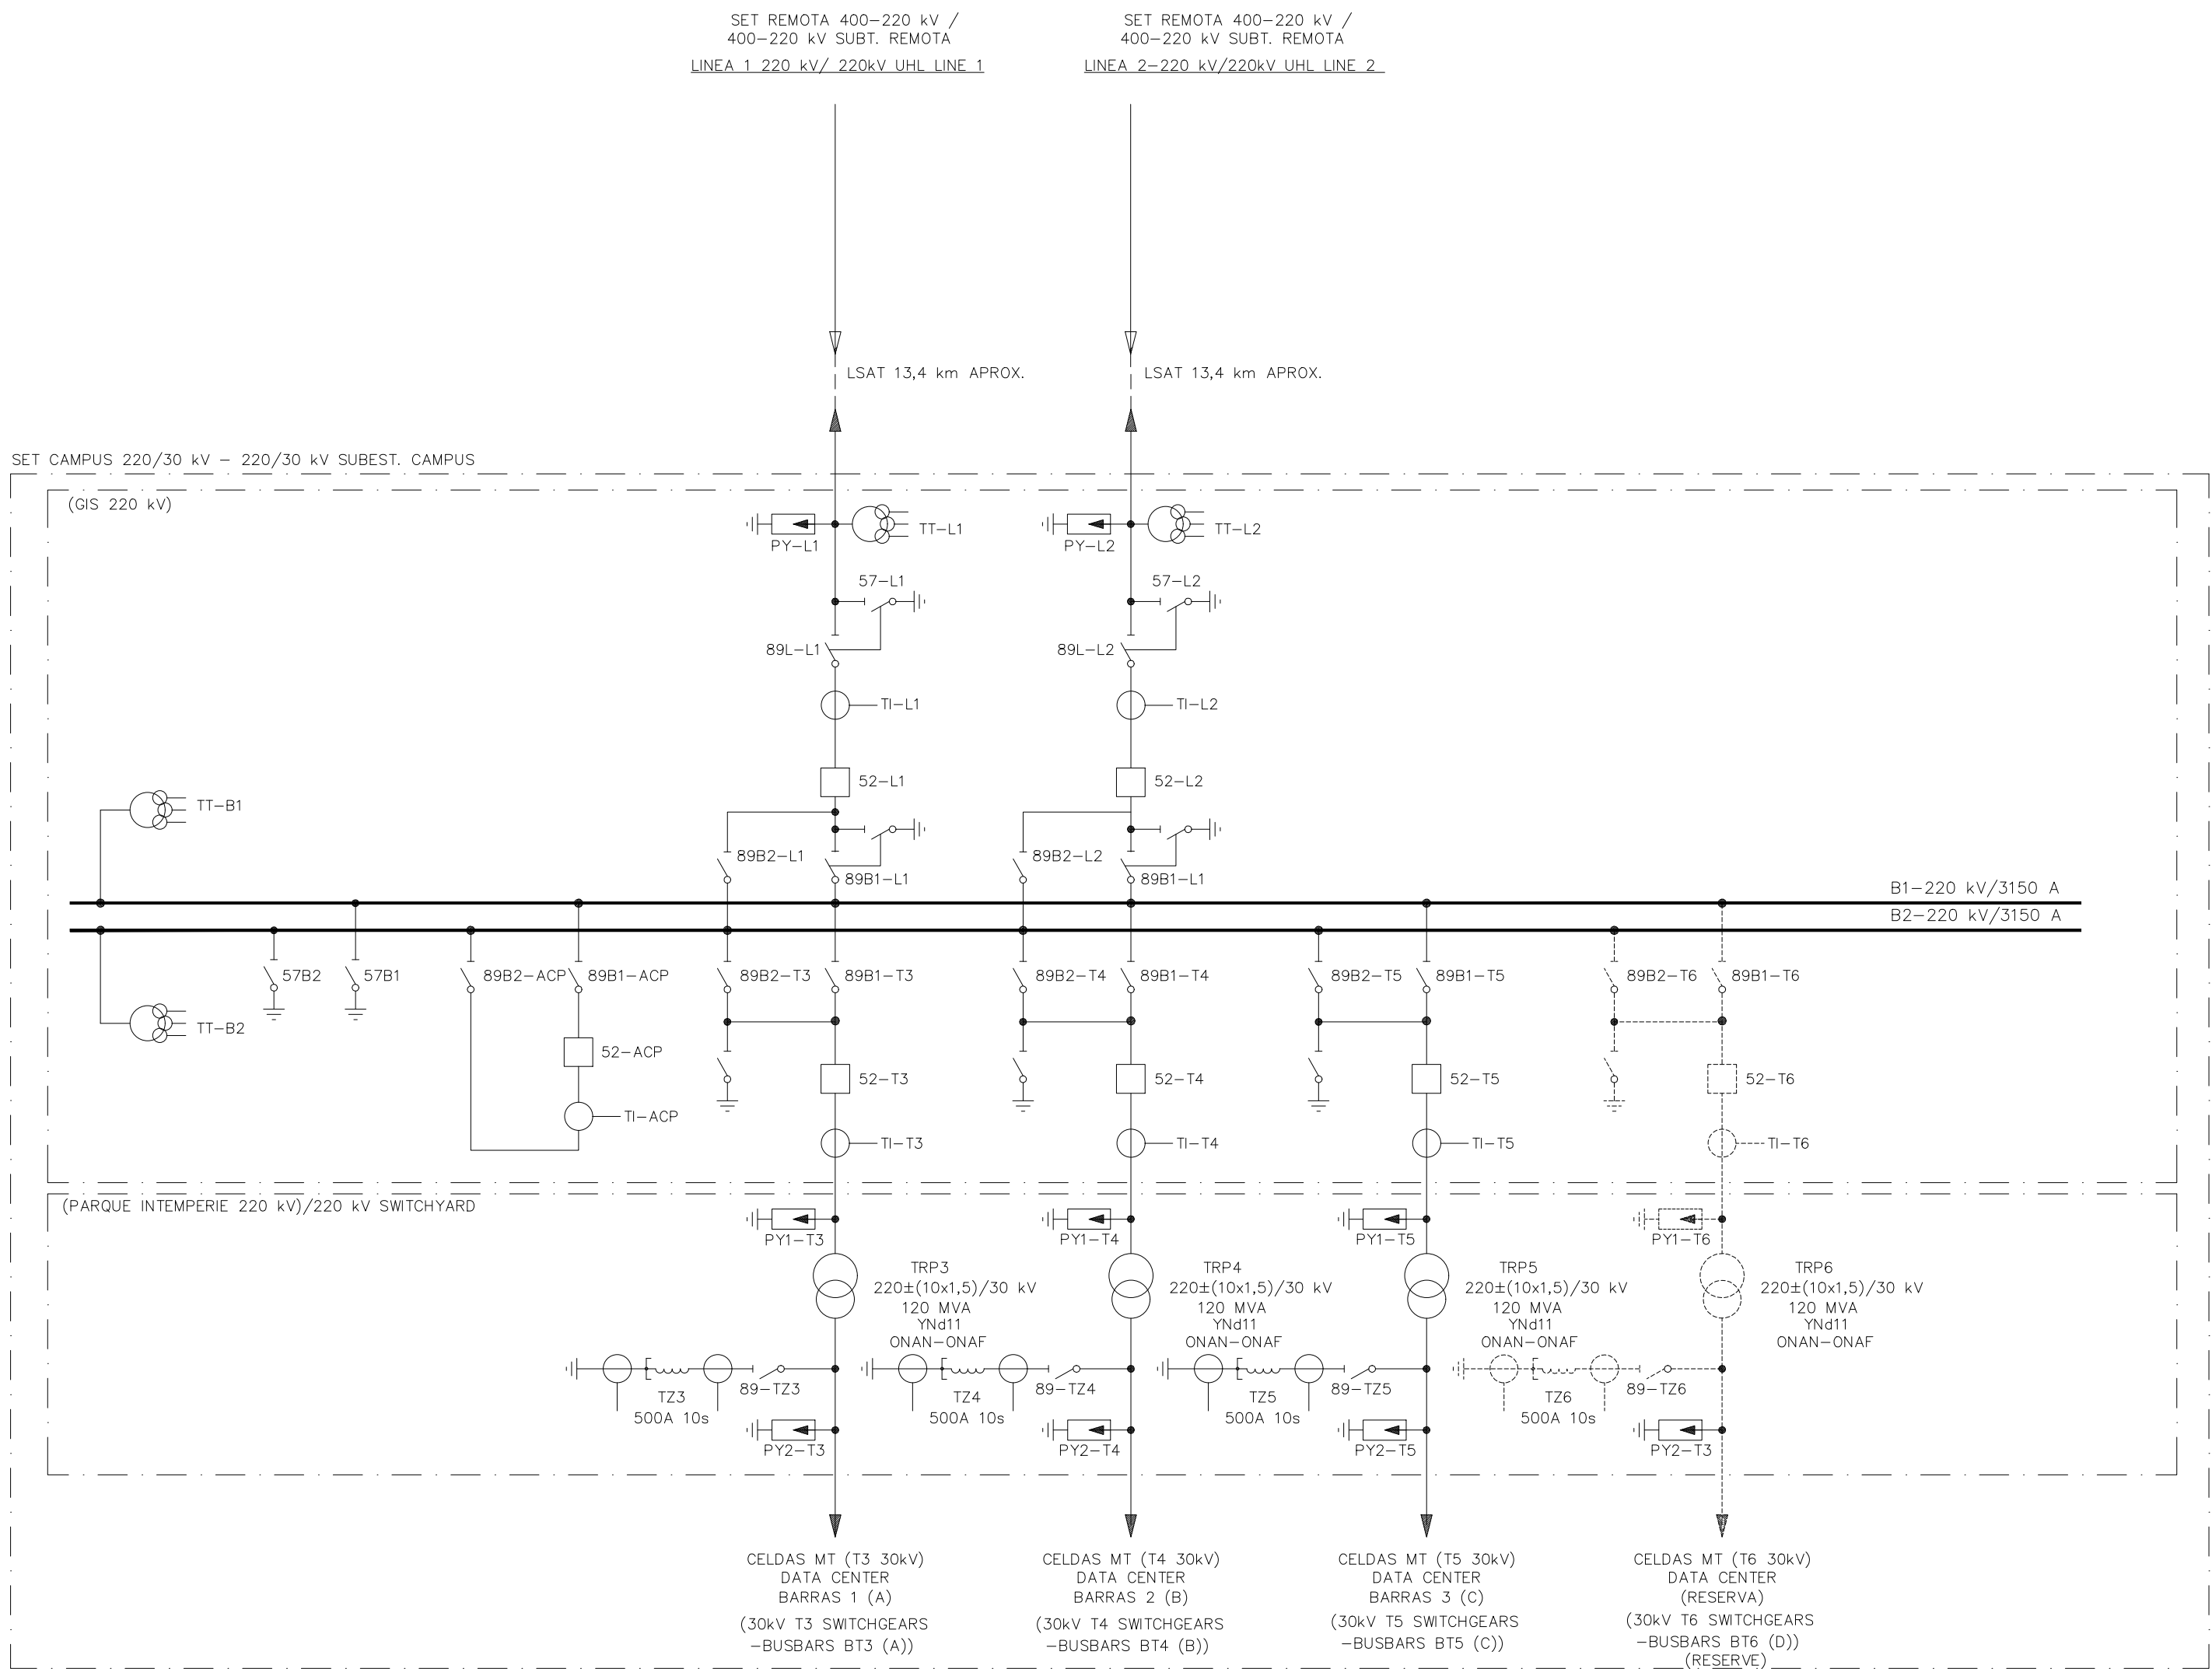 SET REMOTA 400-220 kV /
400-220 kV SUBT. REMOTA
LINEA 1 220 kV/ 220kV UHL LINE 1
SET REMOTA 400-220 kV /
400-220 kV SUBT. REMOTA
LINEA 2-220 kV/220kV UHL LINE 2
LSAT 13,4 km APROX.
LSAT 13,4 km APROX.
SET CAMPUS 220/30 kV - 220/30 kV SUBEST. CAMPUS
(GIS 220 kV)
PY-L1
TT-L1
PY-L2
TT-L2
57-L1
57-L2
89L-L1
89L-L2
TI-L1
TI-L2
52-L1
52-L2
TT-B1
89B2-L1
89B1-L1
89B2-L2
89B1-L1
B1-220 kV/3150 A
B2-220 kV/3150 A
TT-B2
57B2
57B1
89B2-ACP
89B1-ACP
89B2-T3
89B1-T3
89B2-T4
89B1-T4
89B2-T5
89B1-T5
89B2-T6
89B1-T6
52-ACP
52-T3
52-T4
52-T5
52-T6
TI-ACP
TI-T3
TI-T4
TI-T5
TI-T6
(PARQUE INTEMPERIE 220 kV)/220 kV SWITCHYARD
PY1-T3
PY1-T4
PY1-T5
PY1-T6
TRP3
220±(10x1,5)/30 kV
120 MVA
YNd11
ONAN-ONAF
TRP4
220±(10x1,5)/30 kV
120 MVA
YNd11
ONAN-ONAF
TRP5
220±(10x1,5)/30 kV
120 MVA
YNd11
ONAN-ONAF
TRP6
220±(10x1,5)/30 kV
120 MVA
YNd11
ONAN-ONAF
TZ3
500A 10s
89-TZ3
TZ4
500A 10s
89-TZ4
TZ5
500A 10s
89-TZ5
TZ6
500A 10s
89-TZ6
PY2-T3
PY2-T4
PY2-T5
PY2-T3
CELDAS MT (T3 30kV)
DATA CENTER
BARRAS 1 (A)
(30kV T3 SWITCHGEARS
-BUSBARS BT3 (A))
CELDAS MT (T4 30kV)
DATA CENTER
BARRAS 2 (B)
(30kV T4 SWITCHGEARS
-BUSBARS BT4 (B))
CELDAS MT (T5 30kV)
DATA CENTER
BARRAS 3 (C)
(30kV T5 SWITCHGEARS
-BUSBARS BT5 (C))
CELDAS MT (T6 30kV)
DATA CENTER
(RESERVA)
(30kV T6 SWITCHGEARS
-BUSBARS BT6 (D))
(RESERVE)